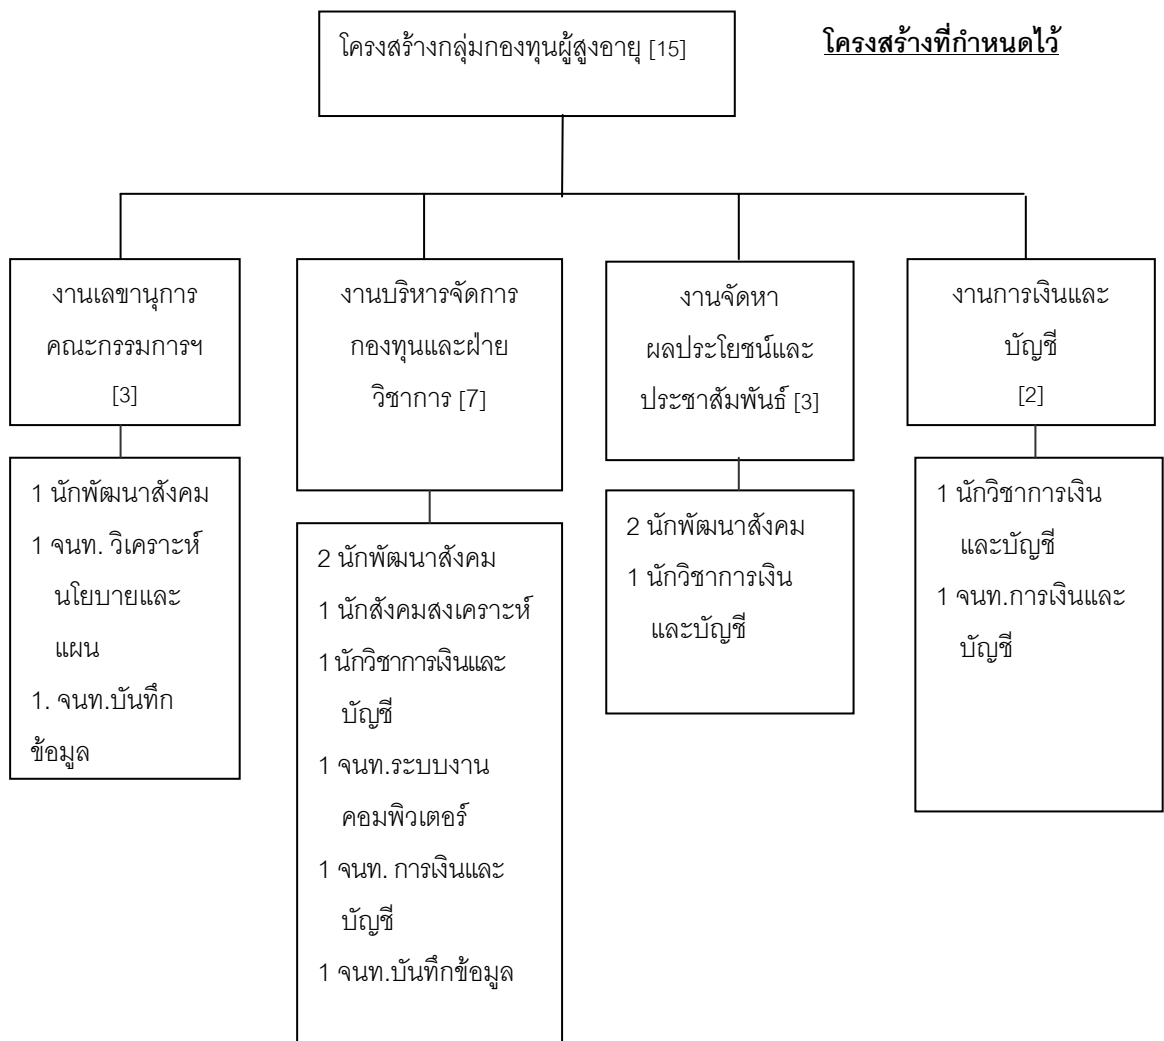 โครงสร้างกลุ่มกองทุนผู้สูงอายุ [15]
โครงสร้างที่กำหนดไว้
งานเลขานุการ
คณะกรรมการฯ
[3]
งานบริหารจัดการ
กองทุนและฝ่าย
วิชาการ [7]
งานจัดหา
ผลประโยชน์และ
ประชาสัมพันธ์ [3]
งานการเงินและ
บัญชี
[2]
1 นักพัฒนาสังคม
1 จนท. วิเคราะห์
นโยบายและ
แผน
1. จนท.บันทึก
ข้อมูล
2 นักพัฒนาสังคม
1 นักสังคมสงเคราะห์
1 นักวิชาการเงินและ
บัญชี
1 จนท.ระบบงาน
คอมพิวเตอร์
1 จนท. การเงินและ
บัญชี
1 จนท.บันทึกข้อมูล
2 นักพัฒนาสังคม
1 นักวิชาการเงิน
และบัญชี
1 นักวิชาการเงิน
และบัญชี
1 จนท.การเงินและ
บัญชี